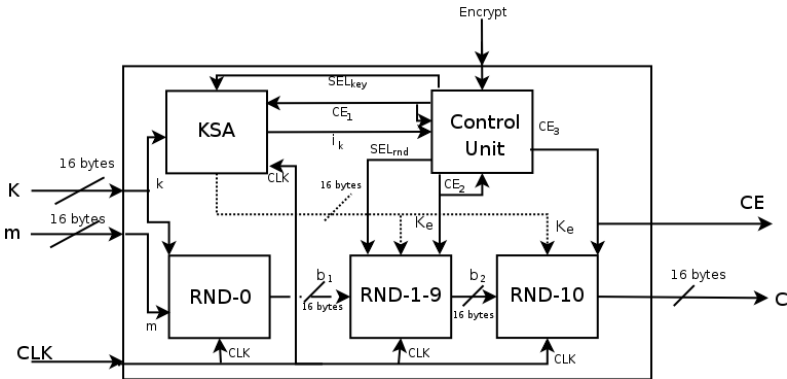 Encrypt
SELkey
KSA
CE1
ik
Control
Unit
CE3
SELrnd
CLK
CE2
16 bytes
K
k
16 bytes
m
16 bytes
Ke
Ke
CE
RND-0
b1
16 bytes
RND-1-9
b2
16 bytes
RND-10
16 bytes
C
m
CLK
CLK
CLK
CLK